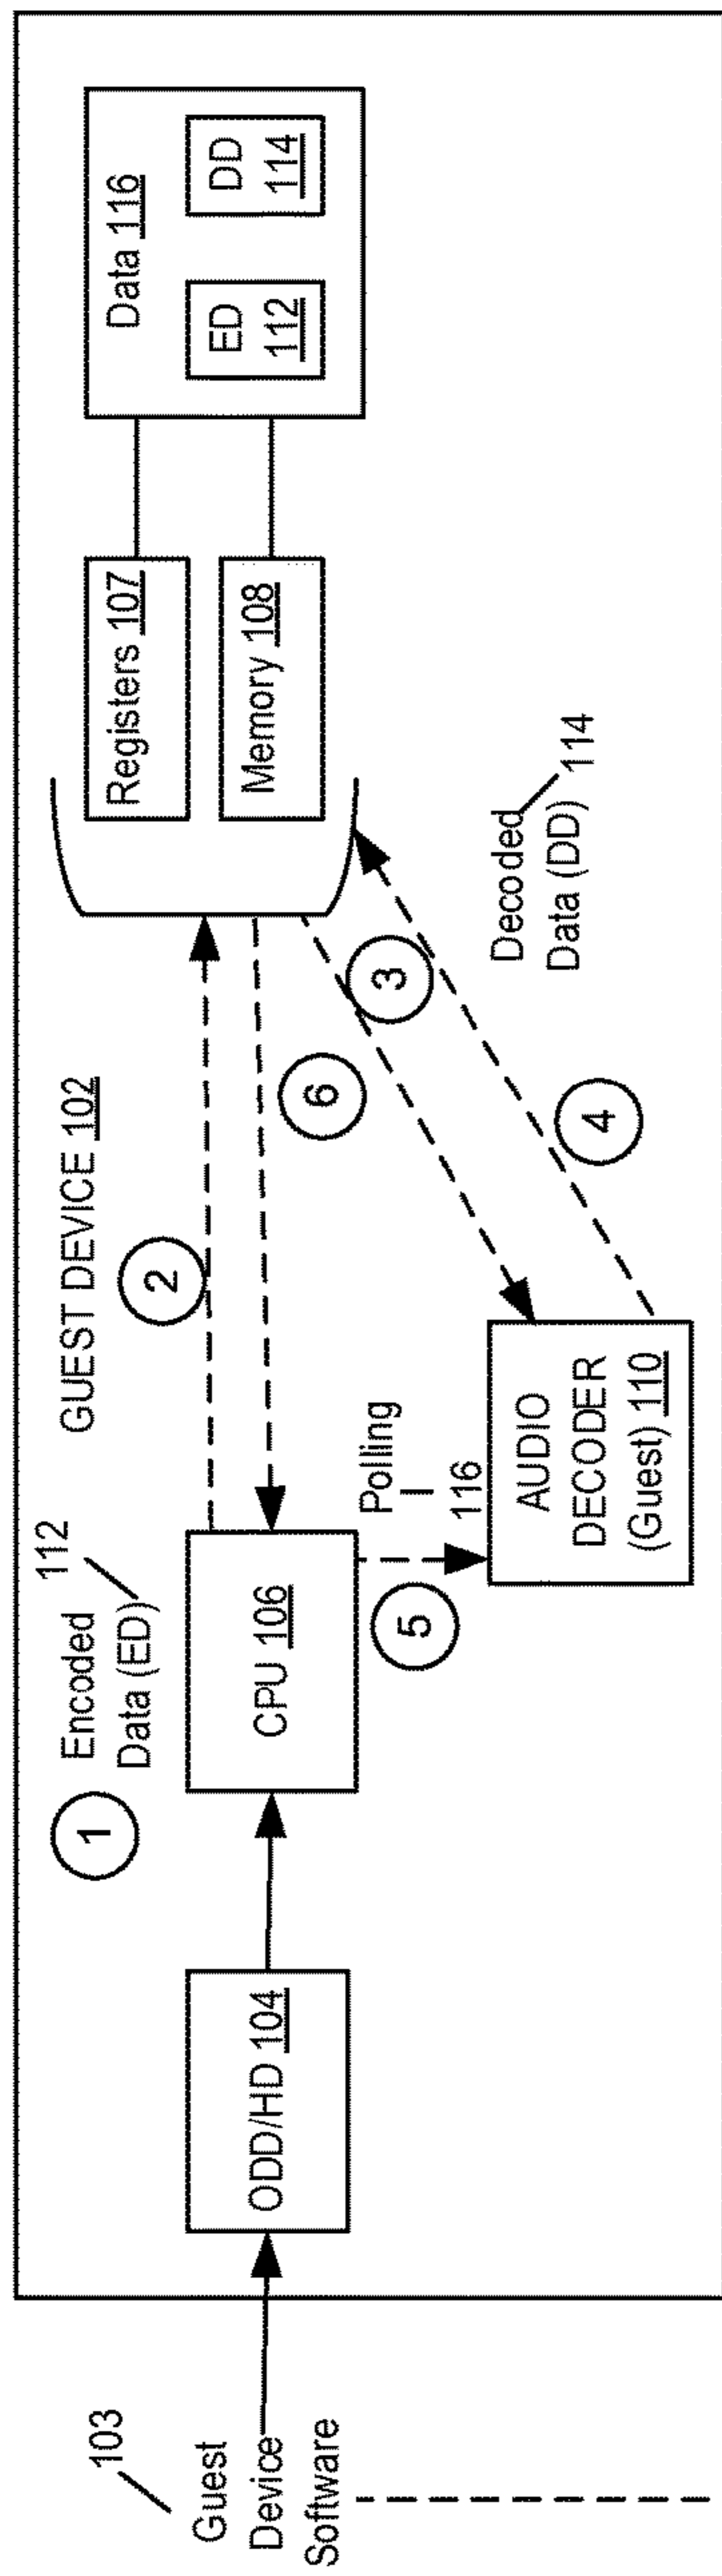 103
Guest
Device
Software
ODD/HD 104
1
Encoded
Data (ED)
112
CPU 106
GUEST DEVICE 102
2
6
3
5
Polling
116
4
AUDIO
DECODER
(Guest) 110
Decoded
Data (DD)
114
Registers 107
Memory 108
Data 116
ED
112
DD
114